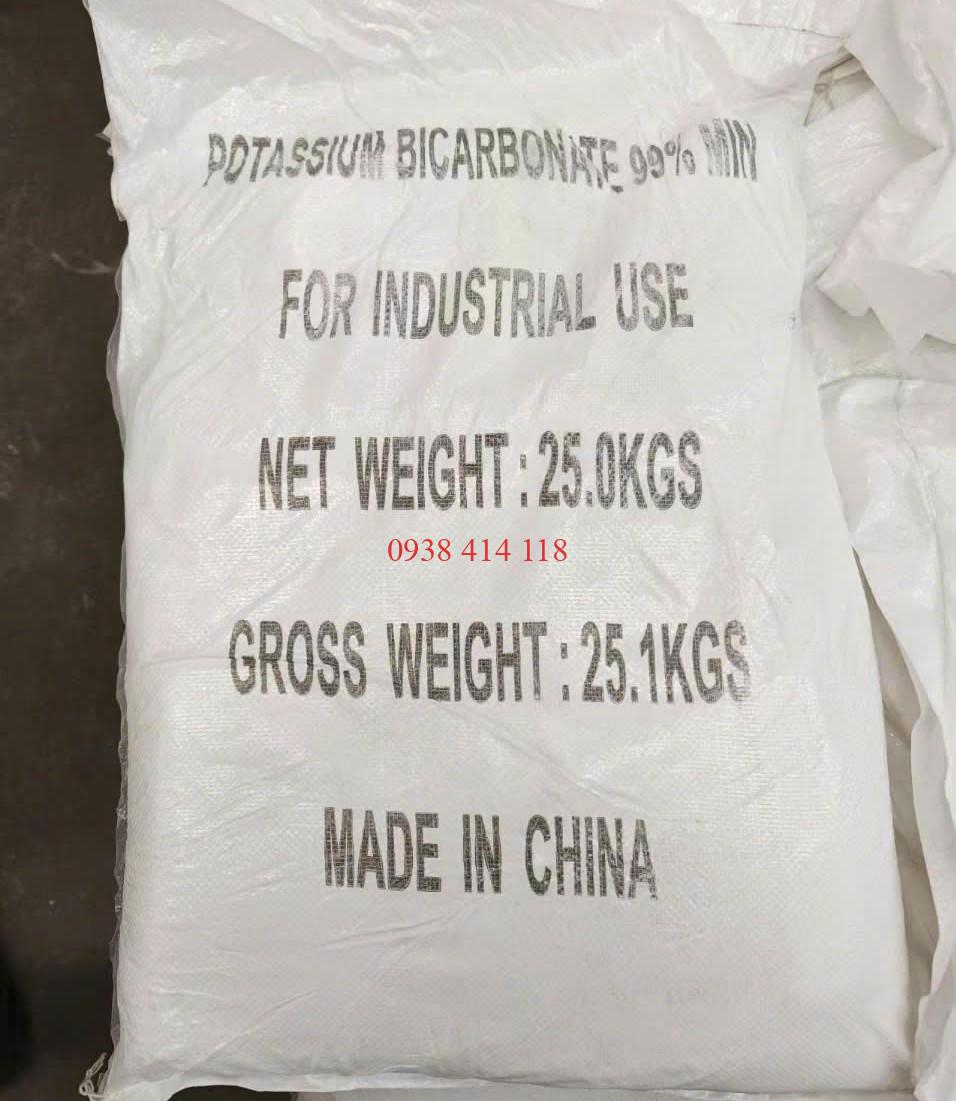 POTASSIUM BICARBONATE 99% MIN
FOR INDUSTRIAL USE
NET WEIGHT : 25.0KGS
0938 414 118
GROSS WEIGHT : 25.1KGS
MADE IN CHINA